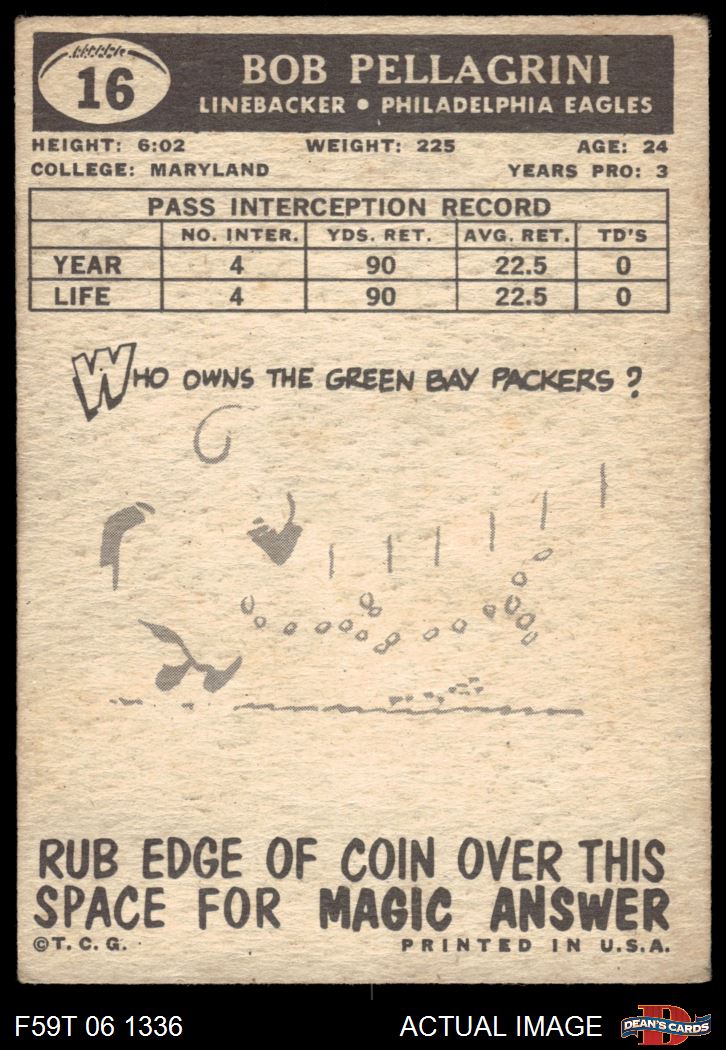 16
BOB PELLAGRINI
LINEBACKER • PHILADELPHIA EAGLES
HEIGHT: 6:02 WEIGHT: 225 AGE: 24
COLLEGE: MARYLAND YEARS PRO: 3
PASS INTERCEPTION RECORD
NO. INTER. YDS. RET. AVG. RET. TD'S
YEAR 4 90 22.5 0
LIFE 4 90 22.5 0
WHO OWNS THE GREEN BAY PACKERS?
RUB EDGE OF COIN OVER THIS
SPACE FOR MAGIC ANSWER
©T.C.G. PRINTED IN U.S.A.
F59T 06 1336 ACTUAL IMAGE D DEAN'S CARDS